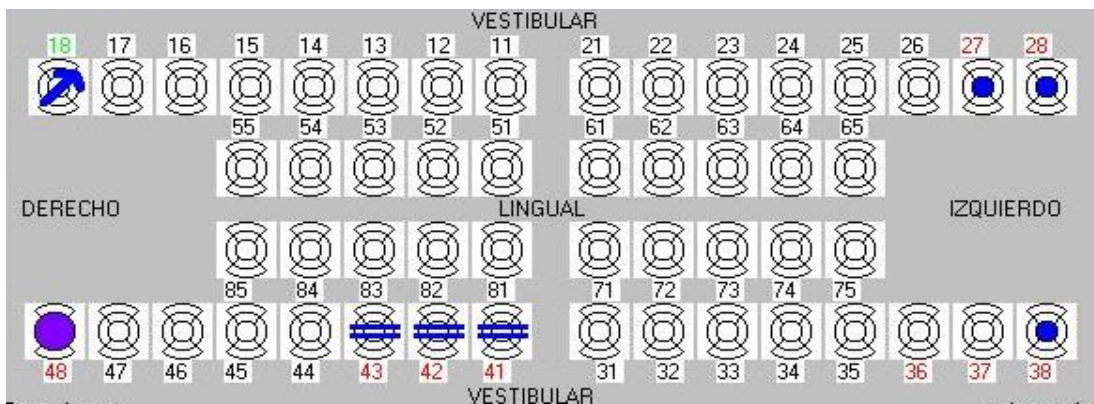 VESTIBULAR
18 17 16 15 14 13 12 11 21 22 23 24 25 26 27 28
55 54 53 52 51 61 62 63 64 65
DERECHO LINGUAL IZQUIERDO
85 84 83 82 81 71 72 73 74 75
48 47 46 45 44 43 42 41 31 32 33 34 35 36 37 38
VESTIBULAR